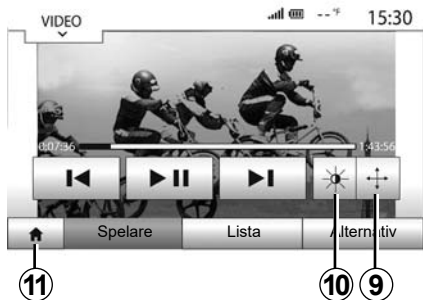 VIDEO
--°F 15:30
0:07:36 1:43:56
Spelare Lista Alternativ
11 10 9